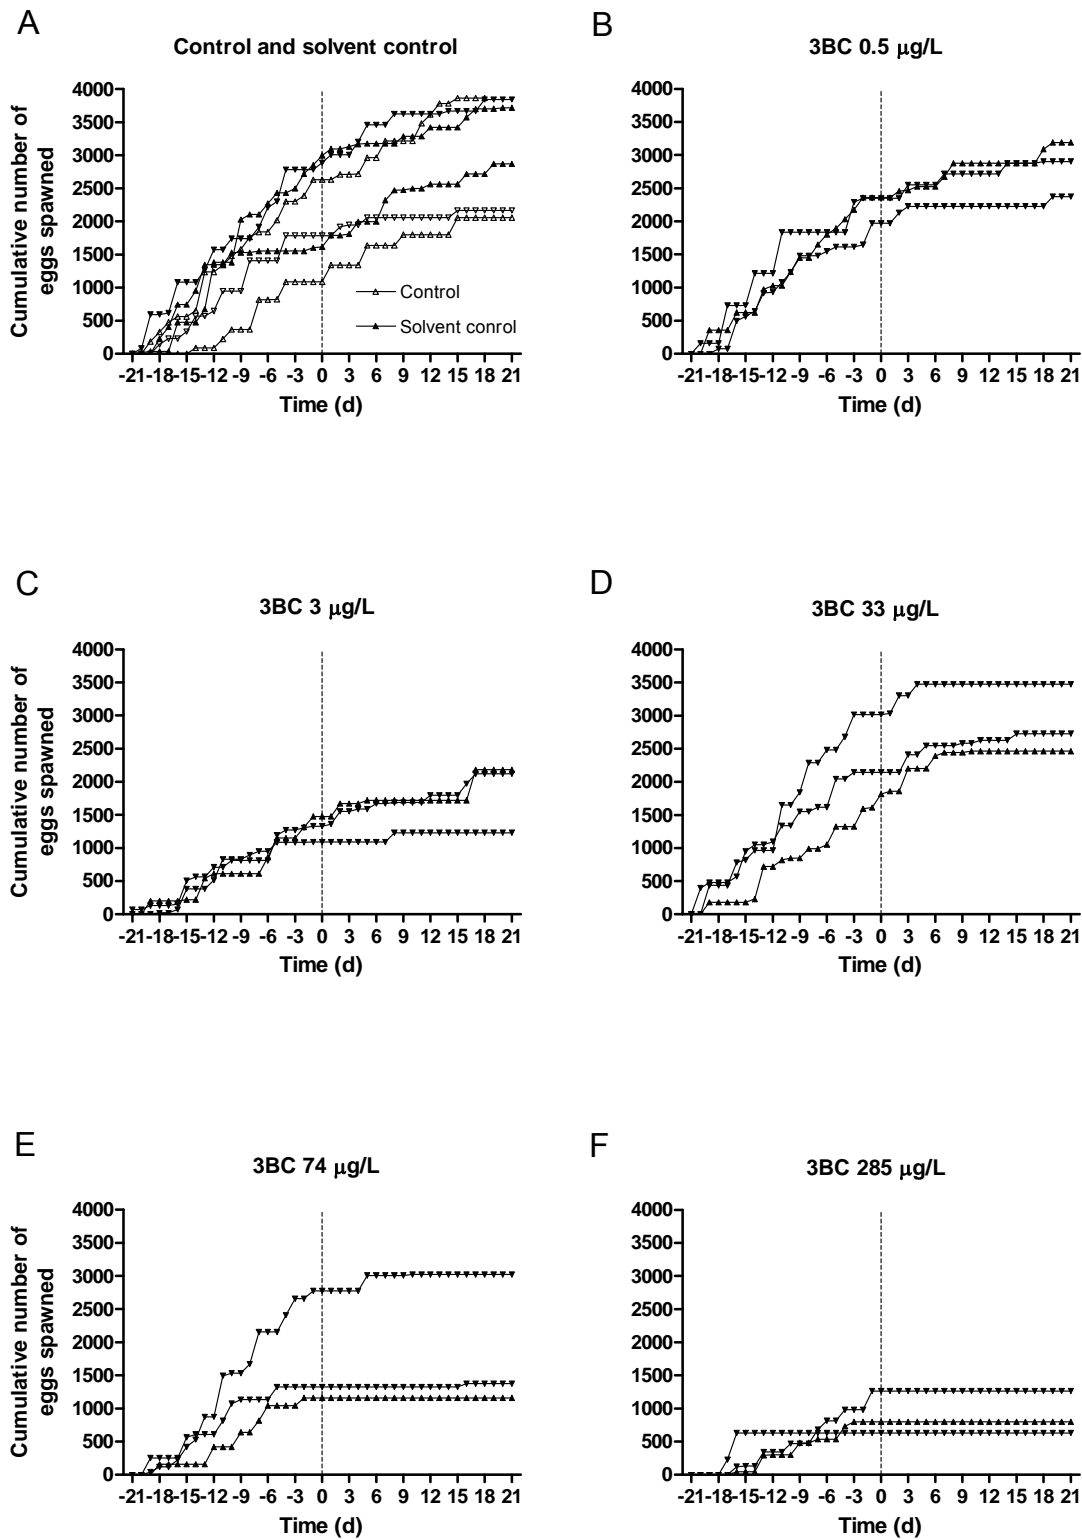 A
Control and solvent control
Cumulative number of
eggs spawned
4000
3500
3000
2500
2000
1500
1000
500
0
Control
Solvent conrol
-21 -18 -15 -12 -9 -6 -3 0 3 6 9 12 15 18 21
Time (d)
B
3BC 0.5 µg/L
4000
3500
3000
2500
2000
1500
1000
500
0
-21 -18 -15 -12 -9 -6 -3 0 3 6 9 12 15 18 21
Time (d)
C
3BC 3 µg/L
Cumulative number of
eggs spawned
4000
3500
3000
2500
2000
1500
1000
500
0
-21 -18 -15 -12 -9 -6 -3 0 3 6 9 12 15 18 21
Time (d)
D
3BC 33 µg/L
4000
3500
3000
2500
2000
1500
1000
500
0
-21 -18 -15 -12 -9 -6 -3 0 3 6 9 12 15 18 21
Time (d)
E
3BC 74 µg/L
Cumulative number of
eggs spawned
4000
3500
3000
2500
2000
1500
1000
500
0
-21 -18 -15 -12 -9 -6 -3 0 3 6 9 12 15 18 21
Time (d)
F
3BC 285 µg/L
4000
3500
3000
2500
2000
1500
1000
500
0
-21 -18 -15 -12 -9 -6 -3 0 3 6 9 12 15 18 21
Time (d)